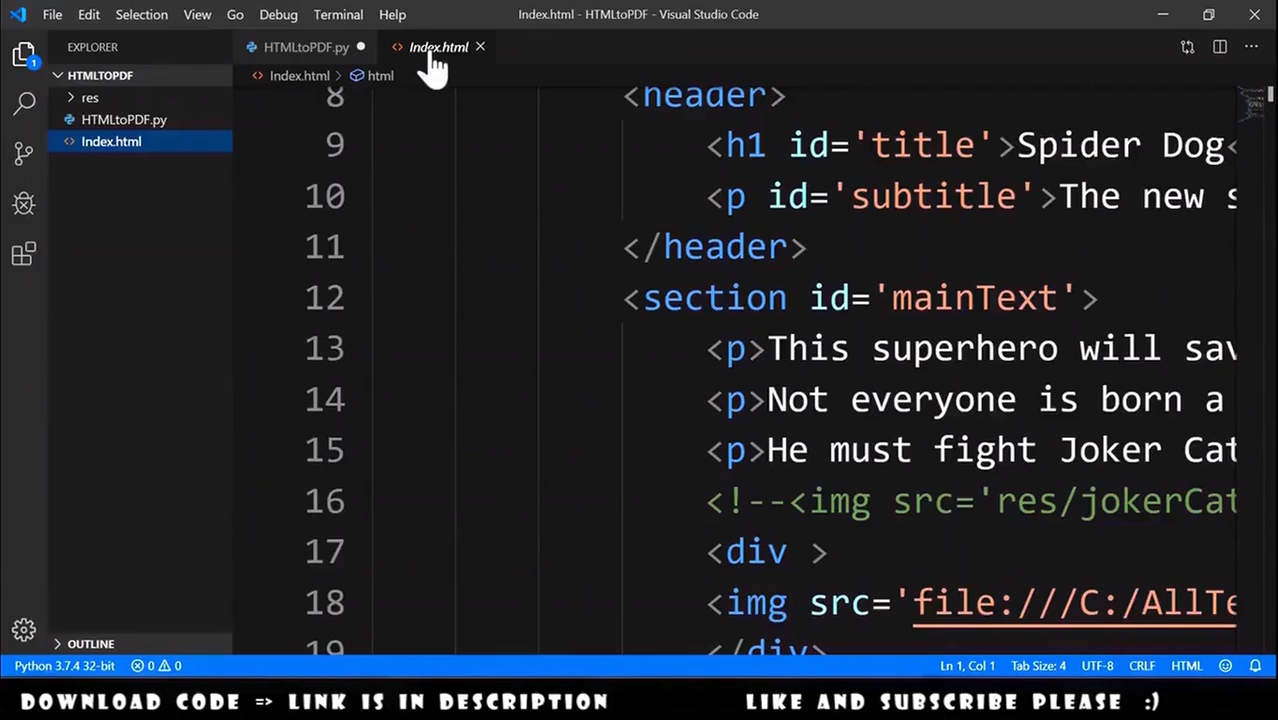 File Edit Selection View Go Debug Terminal Help Index.html - HTMLtoPDF - Visual Studio Code
EXPLORER
HTMLTOPDF
res
HTMLtoPDF.py
Index.html
OUTLINE
HTMLtoPDF.py Index.html
Index.html > html
8 <header>
9 <h1 id='title'>Spider Dog<
10 <p id='subtitle'>The new s
11 </header>
12 <section id='mainText'>
13 <p>This superhero will sav
14 <p>Not everyone is born a
15 <p>He must fight Joker Cat
16 <!--<img src='res/jokerCat
17 <div >
18 <img src='file:///C:/AllTe
19 </div>
1
Python 3.7.4 32-bit 0 0 Ln 1, Col 1 Tab Size: 4 UTF-8 CRLF HTML
DOWNLOAD CODE => LINK IS IN DESCRIPTION LIKE AND SUBSCRIBE PLEASE :)